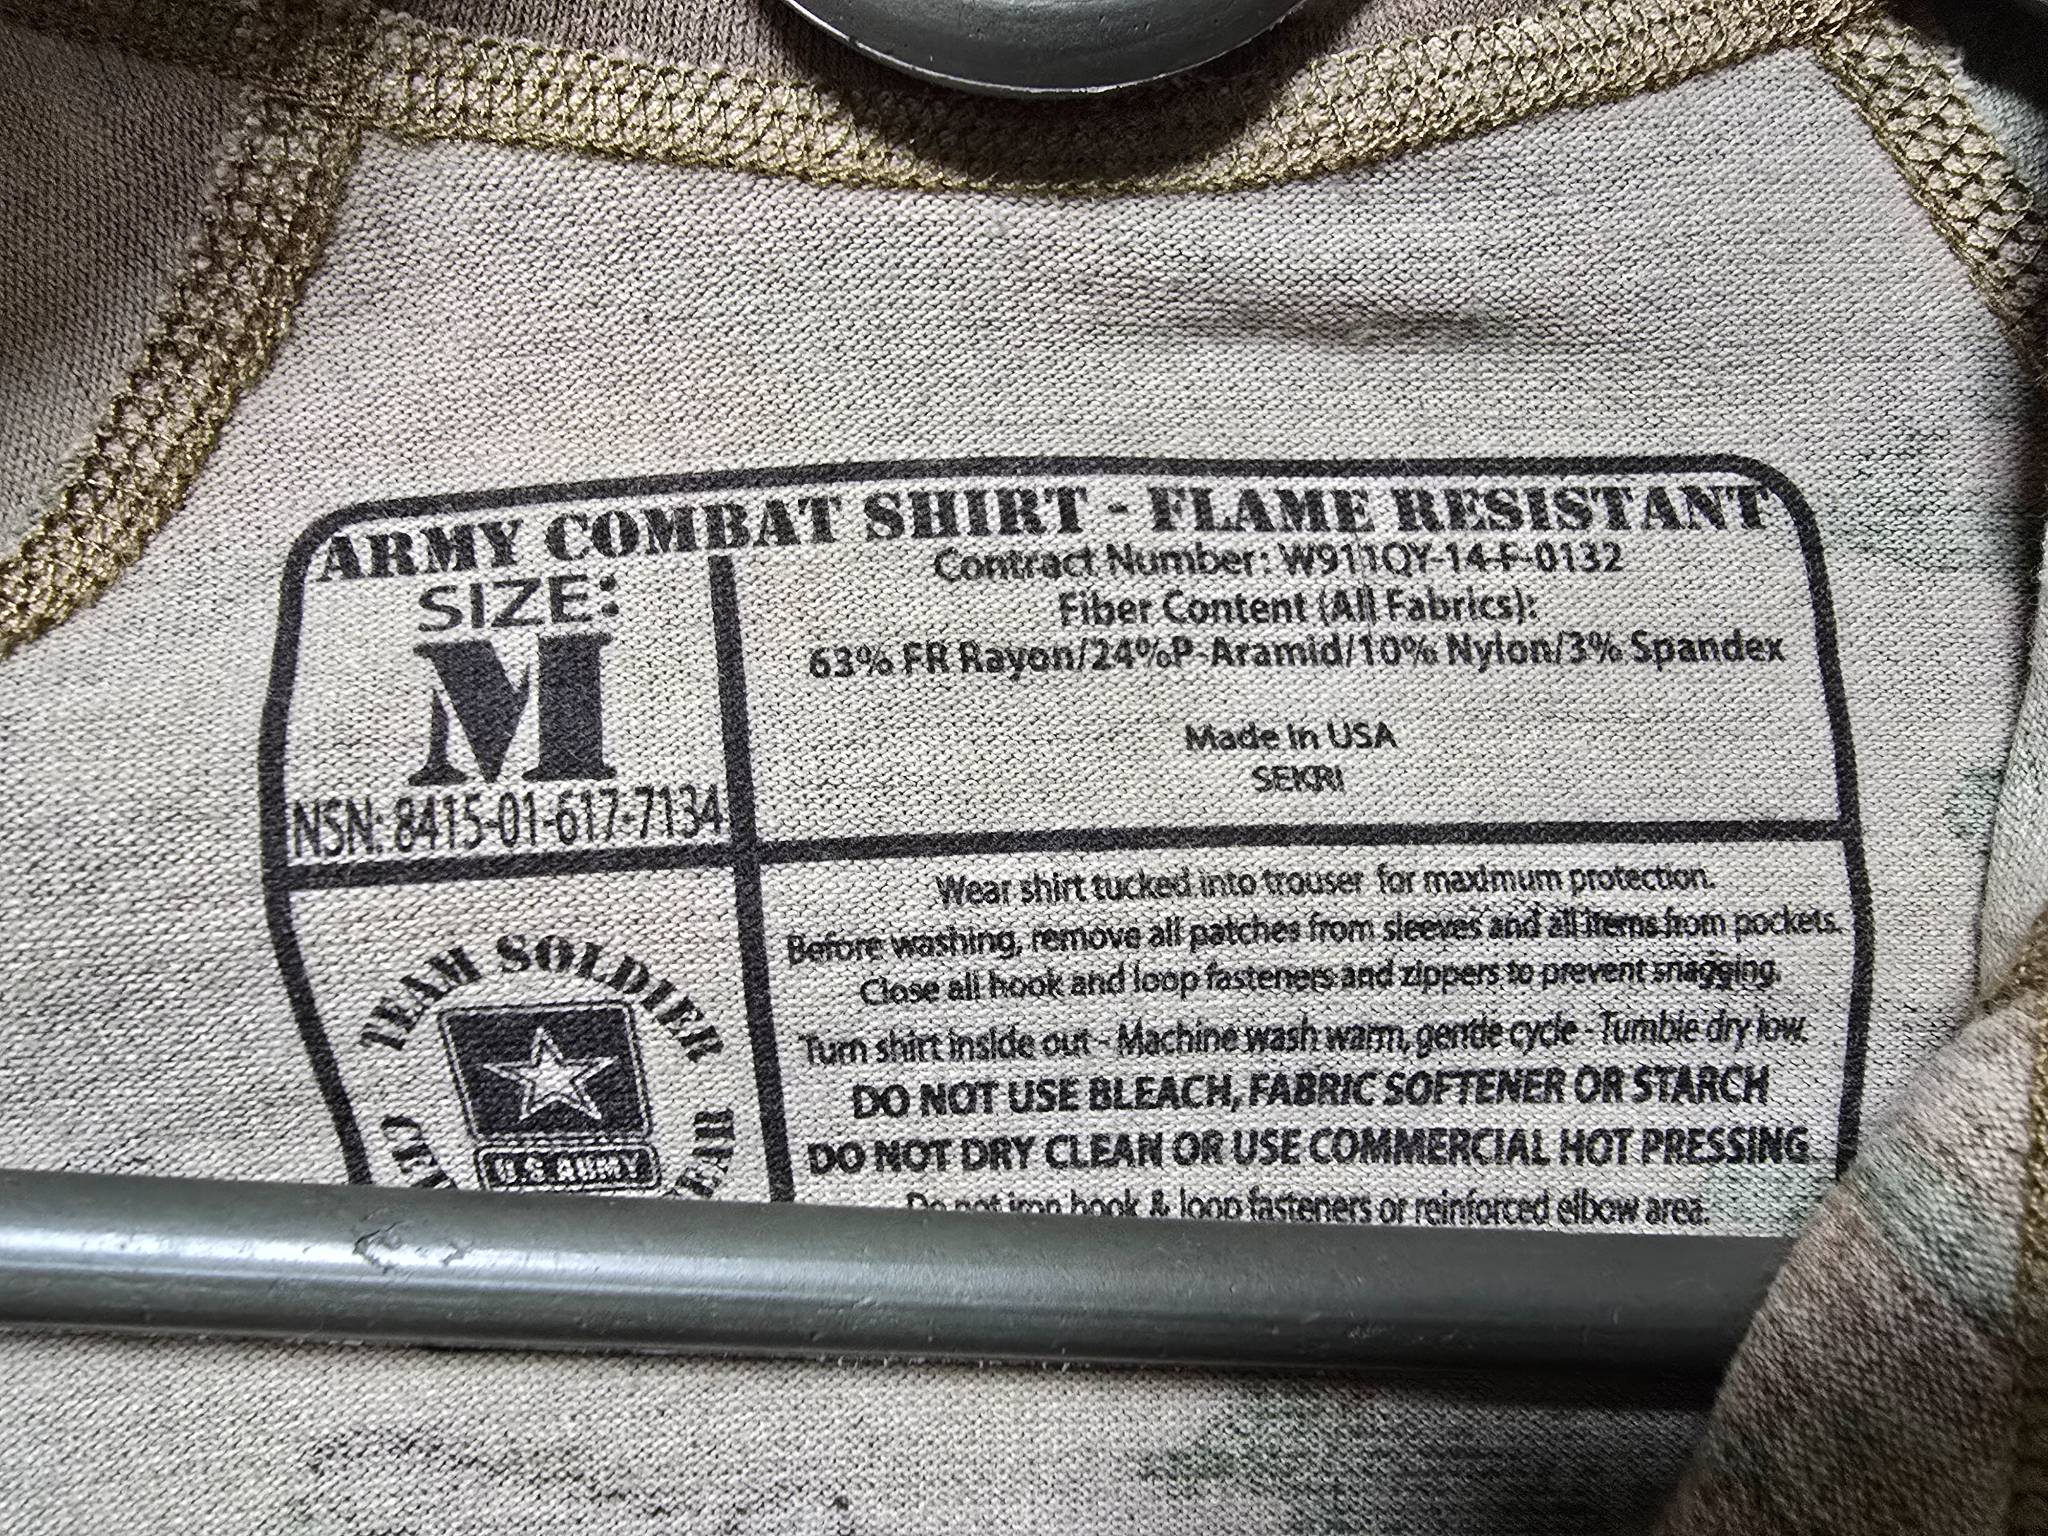 ARMY COMBAT SHIRT - FLAME RESISTANT
SIZE:
M
NSN: 8415-01-617-7134
Contract Number: W911QY-14-F-0132
Fiber Content (All Fabrics):
63% FR Rayon/24%P-Aramid/10% Nylon/3% Spandex
Made in USA
SEKRI
TEAM SOLDIER
U.S.ARMY
Wear shirt tucked into trouser for maximum protection.
Before washing, remove all patches from sleeves and all items from pockets.
Close all hook and loop fasteners and zippers to prevent snagging.
Turn shirt inside out - Machine wash warm, gentle cycle - Tumble dry low.
DO NOT USE BLEACH, FABRIC SOFTENER OR STARCH
DO NOT DRY CLEAN OR USE COMMERCIAL HOT PRESSING
Do not iron hook & loop fasteners or reinforced elbow area.